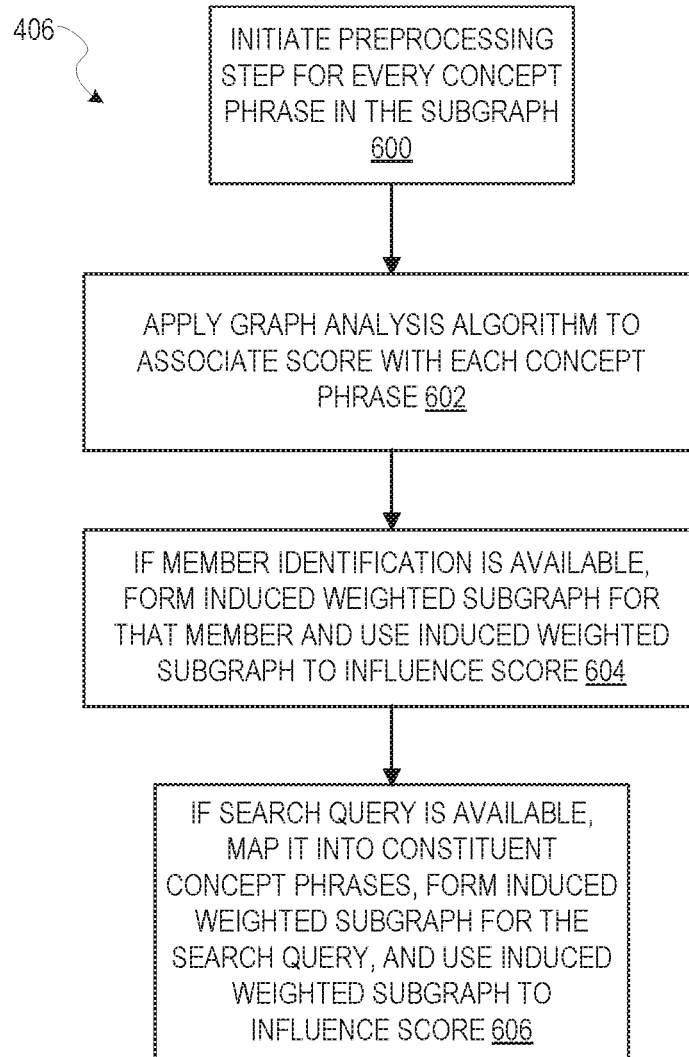 406
INITIATE PREPROCESSING
STEP FOR EVERY CONCEPT
PHRASE IN THE SUBGRAPH
600
APPLY GRAPH ANALYSIS ALGORITHM TO
ASSOCIATE SCORE WITH EACH CONCEPT
PHRASE 602
IF MEMBER IDENTIFICATION IS AVAILABLE,
FORM INDUCED WEIGHTED SUBGRAPH FOR
THAT MEMBER AND USE INDUCED WEIGHTED
SUBGRAPH TO INFLUENCE SCORE 604
IF SEARCH QUERY IS AVAILABLE,
MAP IT INTO CONSTITUENT
CONCEPT PHRASES, FORM INDUCED
WEIGHTED SUBGRAPH FOR THE
SEARCH QUERY, AND USE INDUCED
WEIGHTED SUBGRAPH TO
INFLUENCE SCORE 606